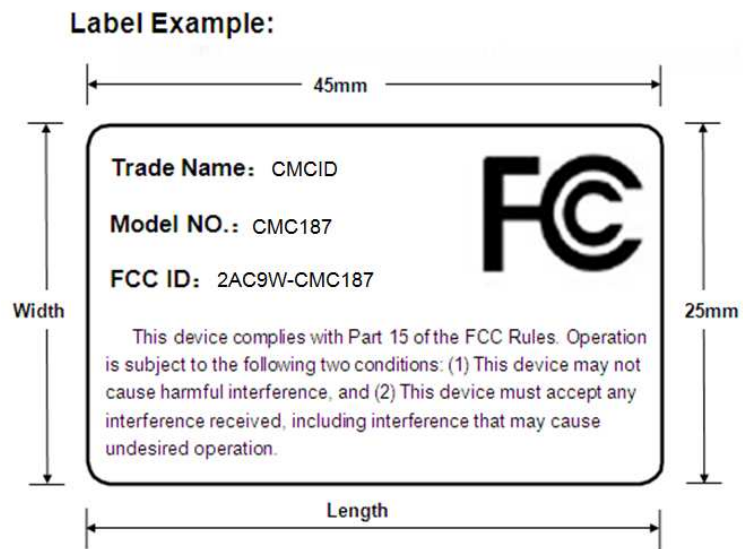 Label Example:
45mm
Trade Name: CMCID
FCC
Model NO.: CMC187
FCC ID: 2AC9W-CMC187
Width
25mm
This device complies with Part 15 of the FCC Rules. Operation
is subject to the following two conditions: (1) This device may not
cause harmful interference, and (2) This device must accept any
interference received, including interference that may cause
undesired operation.
Length